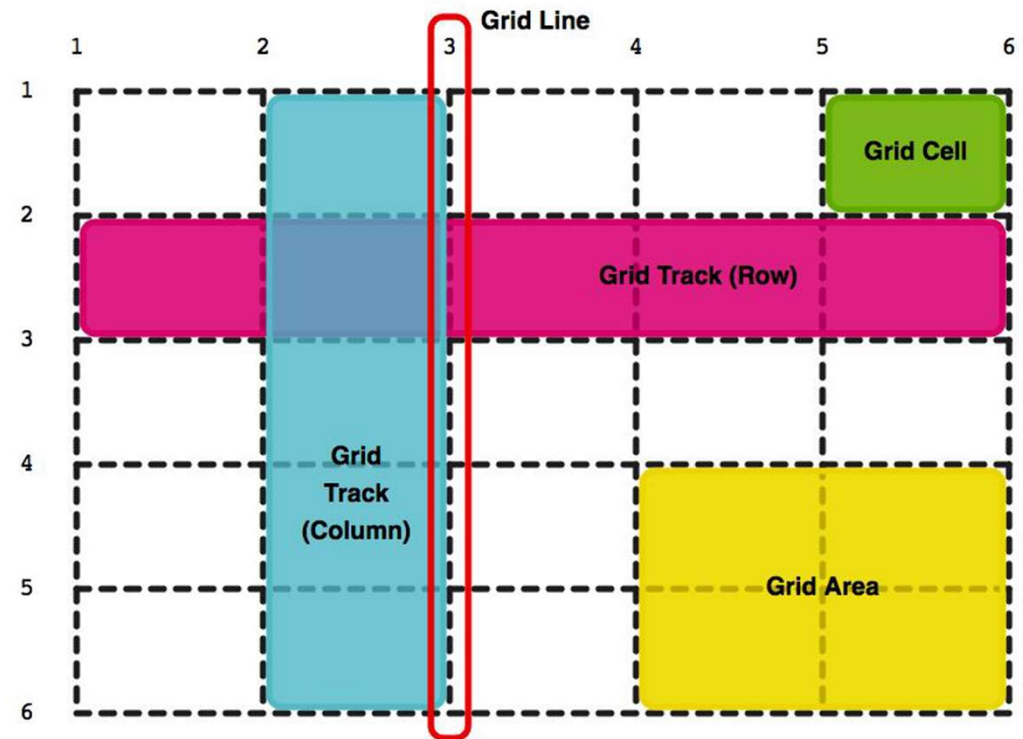 Grid Line
1 2 3 4 5 6
1
Grid Cell
2
Grid Track (Row)
3
Grid
4
Track
(Column)
5
Grid Area
6